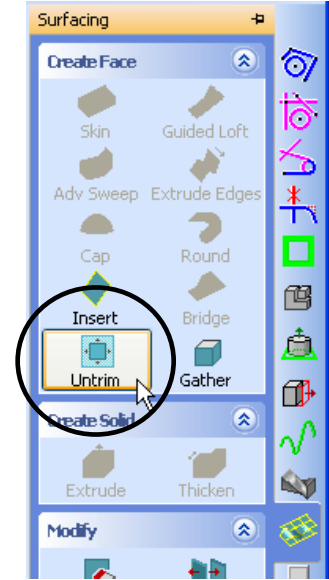 Surfacing
Create Face
Skin Guided Loft
Adv Sweep Extrude Edges
Cap Round
Insert Bridge
Untrim Gather
Create Solid
Extrude Thicken
Modify